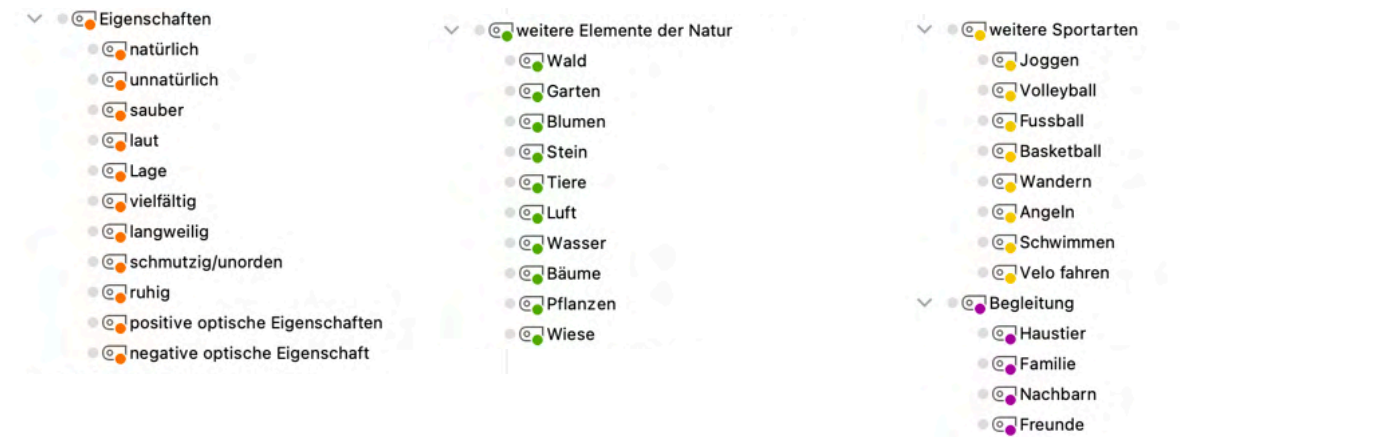 Eigenschaften
natürlich
unnatürlich
sauber
laut
Lage
vielfältig
langweilig
schmutzig/unorden
ruhig
positive optische Eigenschaften
negative optische Eigenschaft
weitere Elemente der Natur
Wald
Garten
Blumen
Stein
Tiere
Luft
Wasser
Bäume
Pflanzen
Wiese
weitere Sportarten
Joggen
Volleyball
Fussball
Basketball
Wandern
Angeln
Schwimmen
Velo fahren
Begleitung
Haustier
Familie
Nachbarn
Freunde